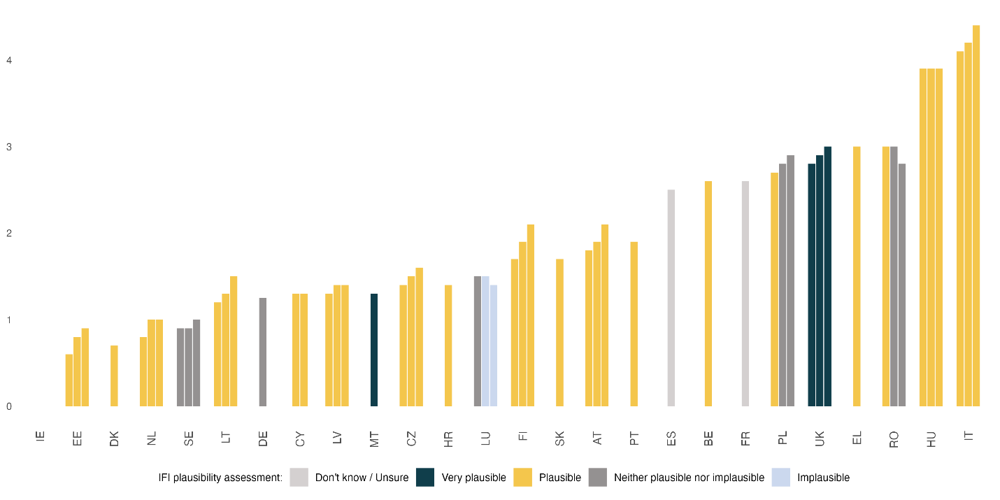 4
3
2
1
0
IE EE DK NL SE LT DE CY LV MT CZ HR LU FI SK AT PT ES BE FR PL UK EL RO HU IT
IFI plausibility assessment: Don't know / Unsure Very plausible Plausible Neither plausible nor implausible Implausible